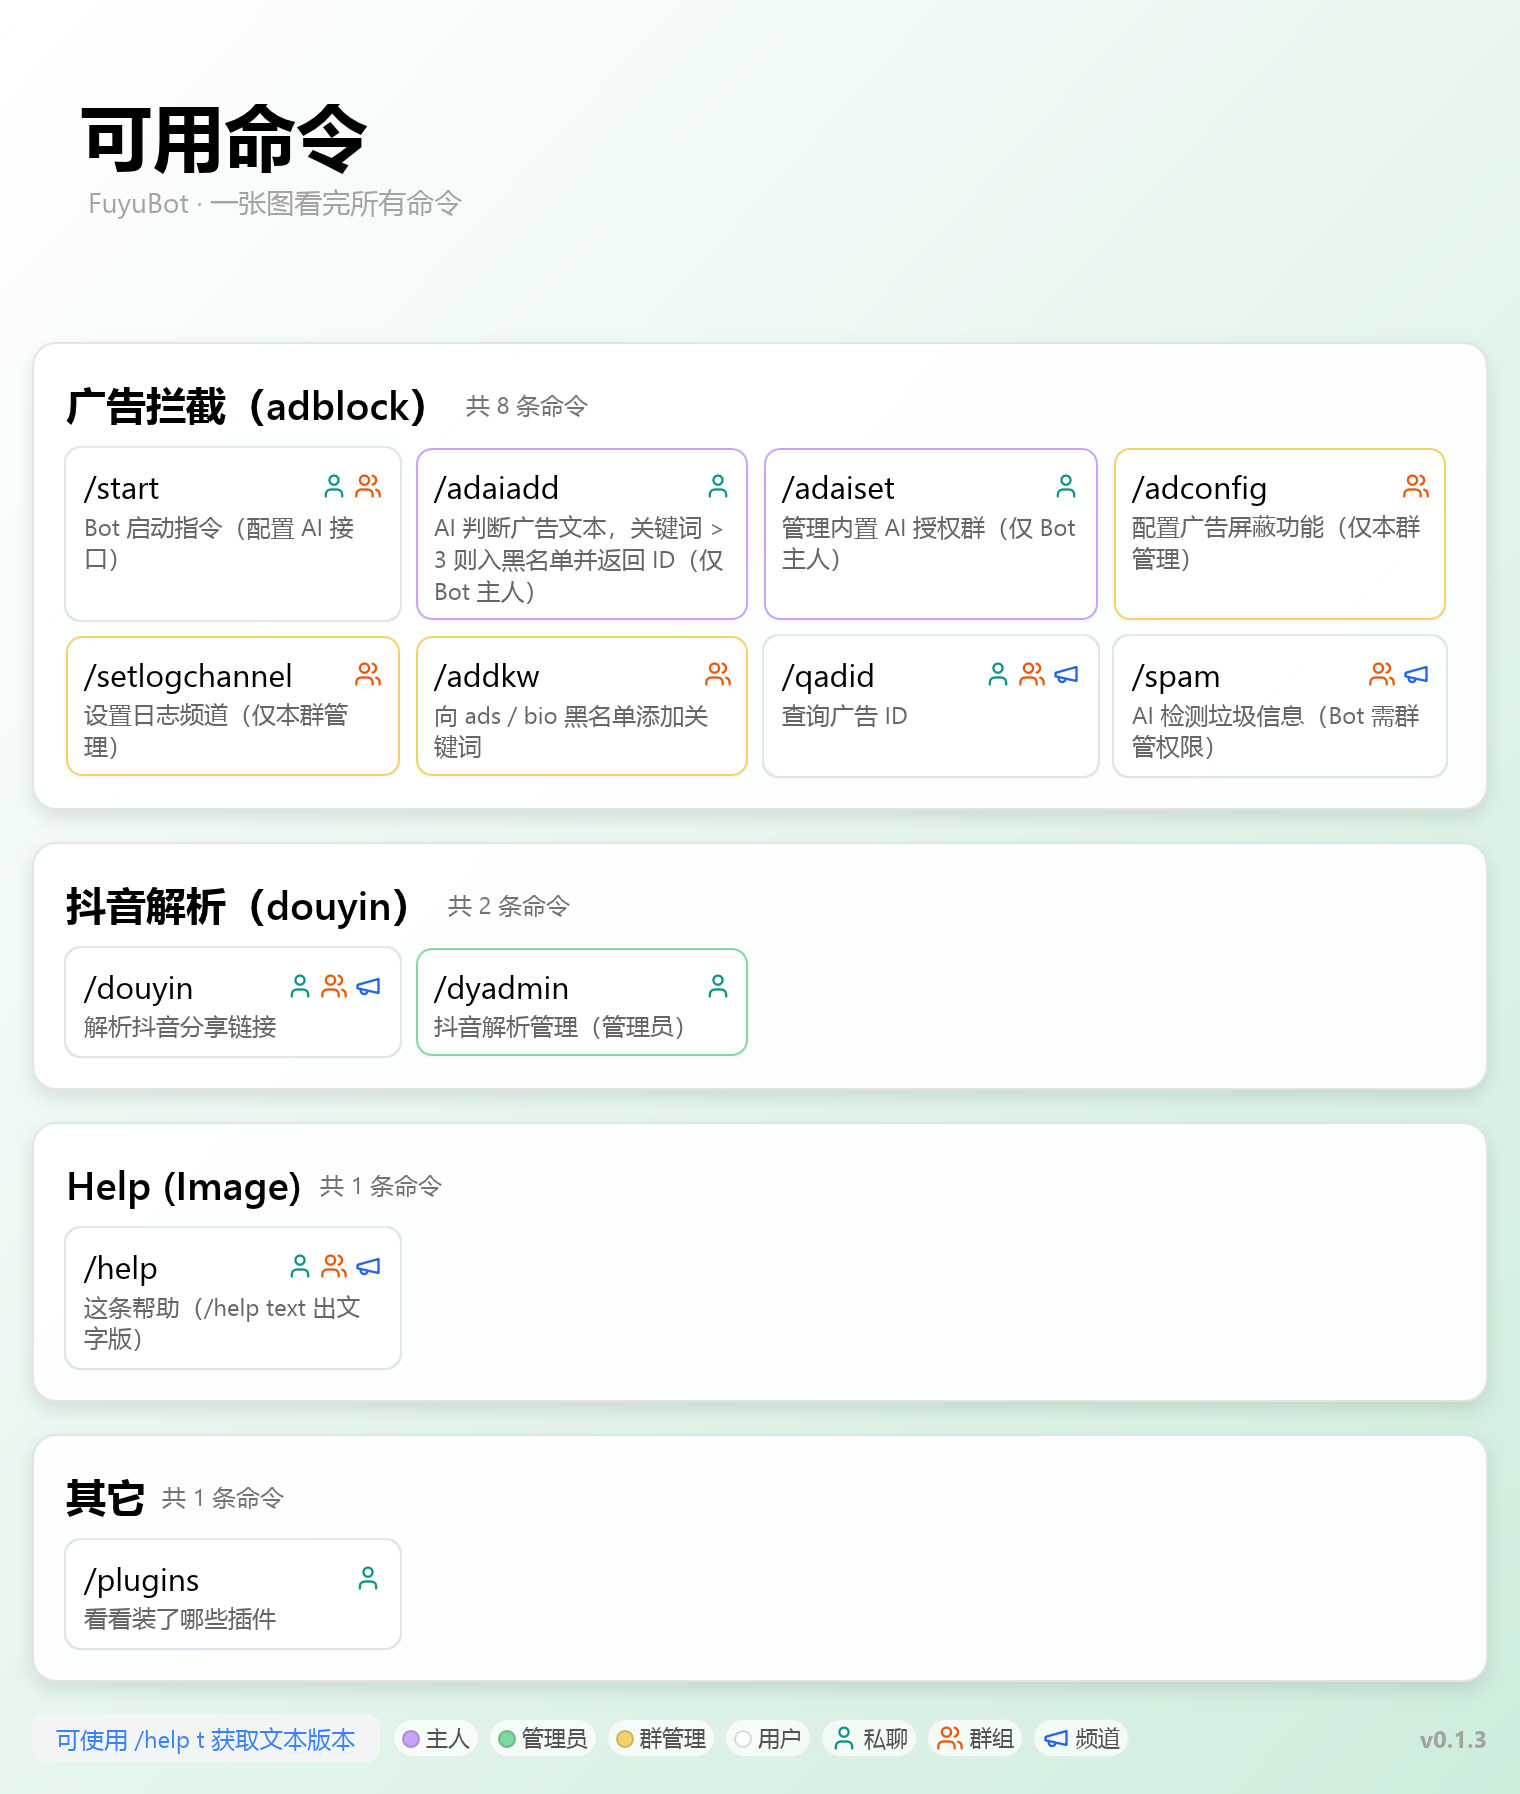 可用命令
FuyuBot · 一张图看完所有命令
广告拦截（adblock） 共 8 条命令
/start
Bot 启动指令（配置 AI 接
口）
/adaiadd
AI 判断广告文本，关键词 >
3 则入黑名单并返回 ID（仅
Bot 主人）
/adaiset
管理内置 AI 授权群（仅 Bot
主人）
/adconfig
配置广告屏蔽功能（仅本群
管理）
/setlogchannel
设置日志频道（仅本群管
理）
/addkw
向 ads / bio 黑名单添加关
键词
/qadid
查询广告 ID
/spam
AI 检测垃圾信息（Bot 需群
管权限）
抖音解析（douyin） 共 2 条命令
/douyin
解析抖音分享链接
/dyadmin
抖音解析管理（管理员）
Help (Image) 共 1 条命令
/help
这条帮助（/help text 出文
字版）
其它 共 1 条命令
/plugins
看看装了哪些插件
可使用 /help t 获取文本版本 主人 管理员 群管理 用户 私聊 群组 频道 v0.1.3